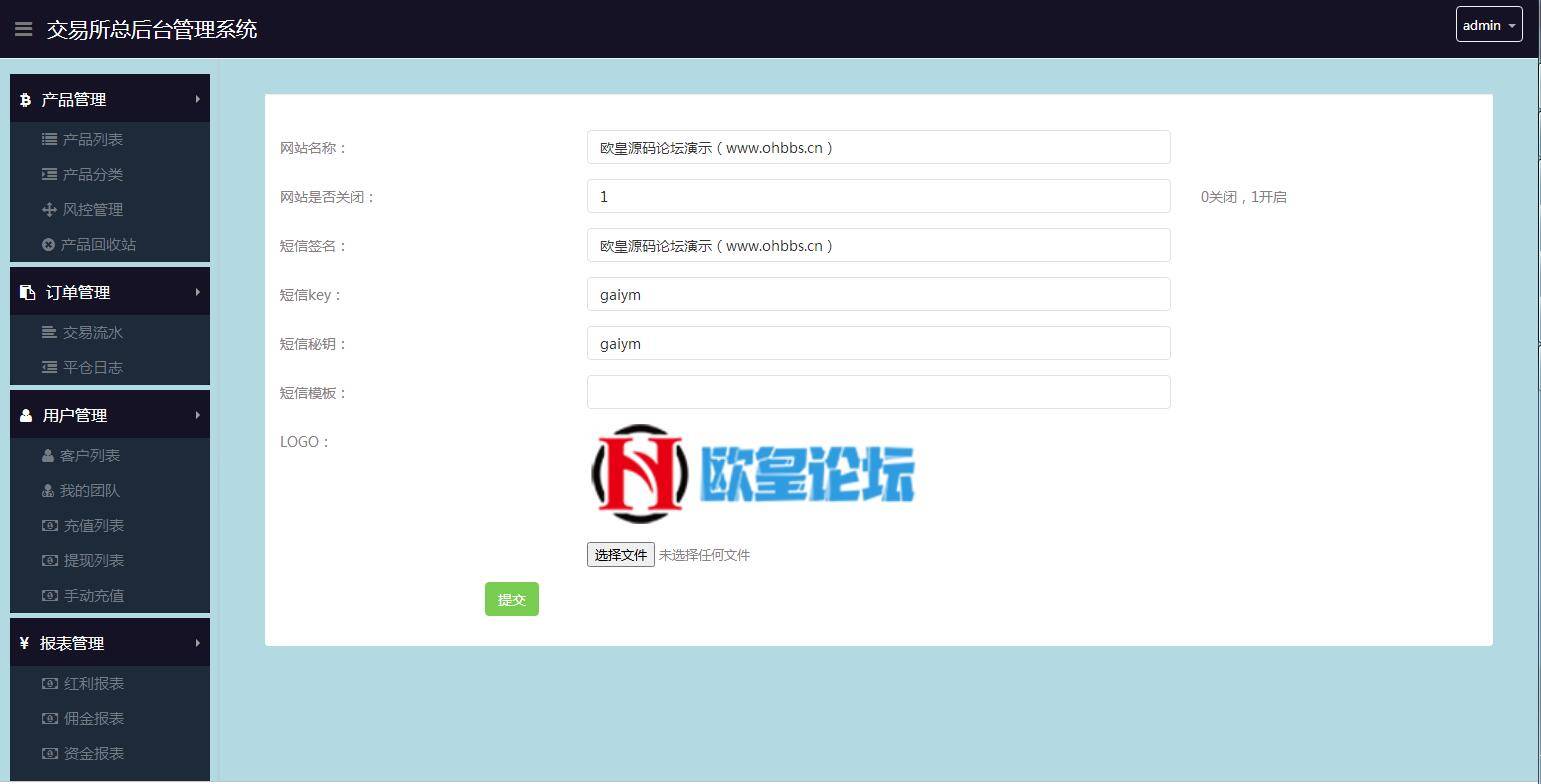 交易所总后台管理系统
admin
产品管理
产品列表
产品分类
风控管理
产品回收站
订单管理
交易流水
平仓日志
用户管理
客户列表
我的团队
充值列表
提现列表
手动充值
报表管理
红利报表
佣金报表
资金报表
网站名称：
欧皇源码论坛演示（www.ohbbs.cn）
网站是否关闭：
1
0关闭，1开启
短信签名：
欧皇源码论坛演示（www.ohbbs.cn）
短信key：
gaiym
短信秘钥：
gaiym
短信模板：
LOGO：
欧皇论坛
选择文件 未选择任何文件
提交